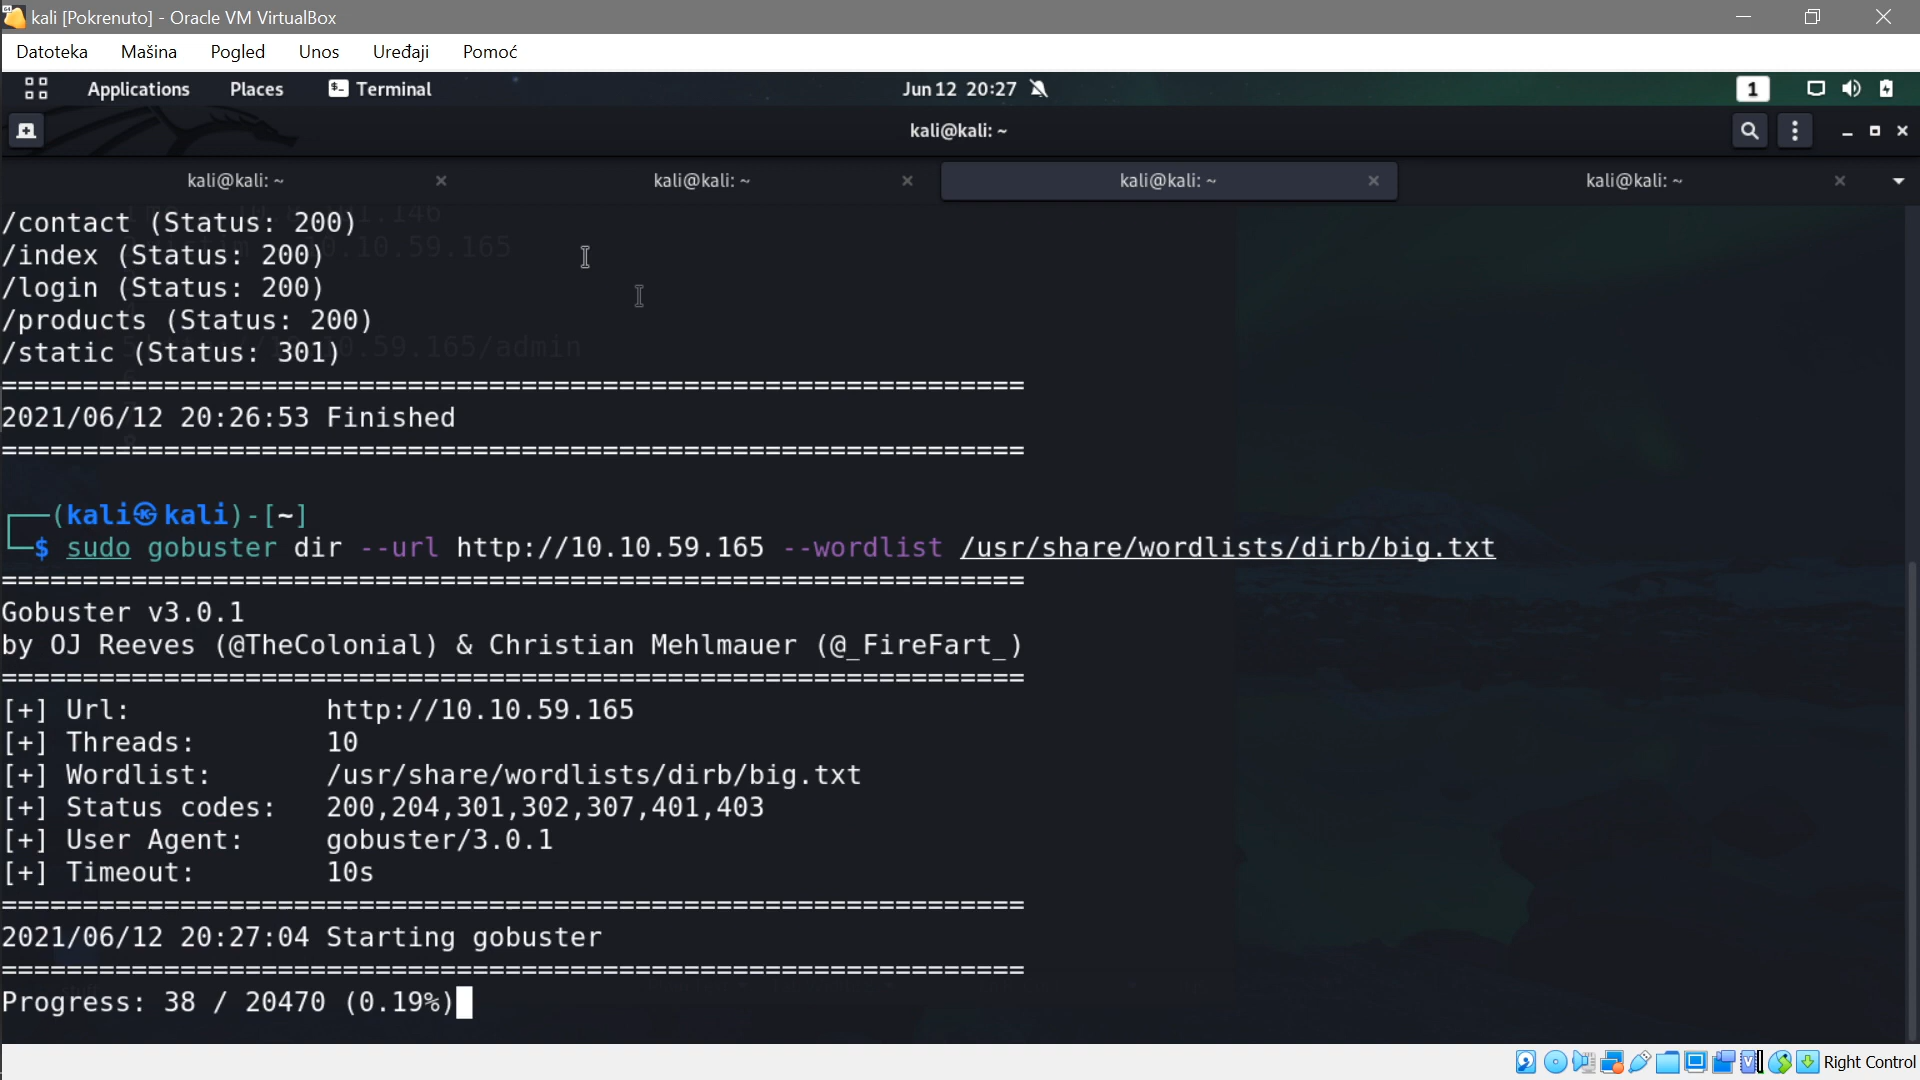 kali [Pokrenuto] - Oracle VM VirtualBox
Datoteka Mašina Pogled Unos Uređaji Pomoć
Applications Places Terminal Jun 12 20:27 1
kali@kali: ~
kali@kali: ~ kali@kali: ~ kali@kali: ~ kali@kali: ~
/contact (Status: 200)
/index (Status: 200)
/login (Status: 200)
/products (Status: 200)
/static (Status: 301)
===============================================================
2021/06/12 20:26:53 Finished
===============================================================
┌──(kali㉿kali)-[~]
└─$ sudo gobuster dir --url http://10.10.59.165 --wordlist /usr/share/wordlists/dirb/big.txt
===============================================================
Gobuster v3.0.1
by OJ Reeves (@TheColonial) & Christian Mehlmauer (@_FireFart_)
===============================================================
[+] Url: http://10.10.59.165
[+] Threads: 10
[+] Wordlist: /usr/share/wordlists/dirb/big.txt
[+] Status codes: 200,204,301,302,307,401,403
[+] User Agent: gobuster/3.0.1
[+] Timeout: 10s
===============================================================
2021/06/12 20:27:04 Starting gobuster
===============================================================
Progress: 38 / 20470 (0.19%)
Right Control